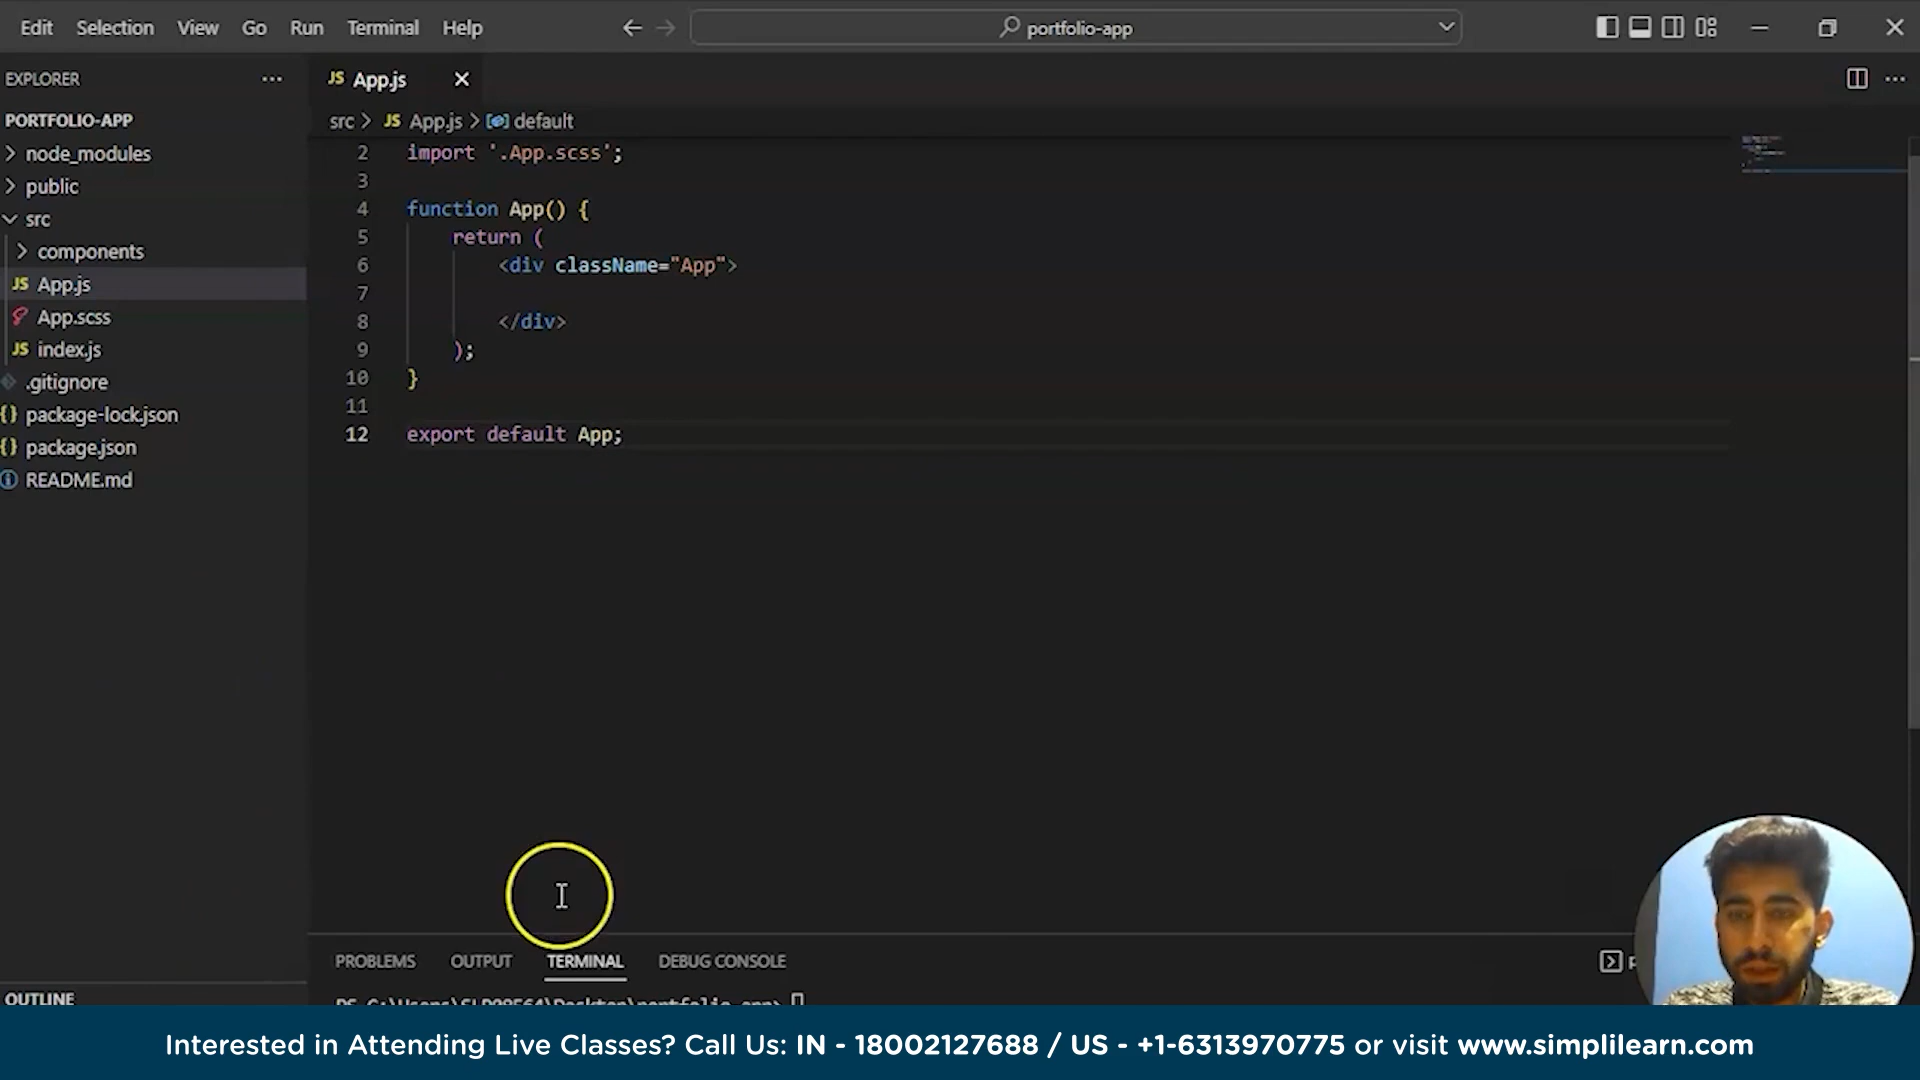 Edit Selection View Go Run Terminal Help
portfolio-app
EXPLORER
PORTFOLIO-APP
node_modules
public
src
components
JS App.js
App.scss
JS index.js
.gitignore
{} package-lock.json
{} package.json
README.md
OUTLINE
JS App.js
src > JS App.js > default
2 import '.App.scss';
3
4 function App() {
5 return (
6 <div className="App">
7
8 </div>
9 );
10 }
11
12 export default App;
PROBLEMS OUTPUT TERMINAL DEBUG CONSOLE
Interested in Attending Live Classes? Call Us: IN - 18002127688 / US - +1-6313970775 or visit www.simplilearn.com